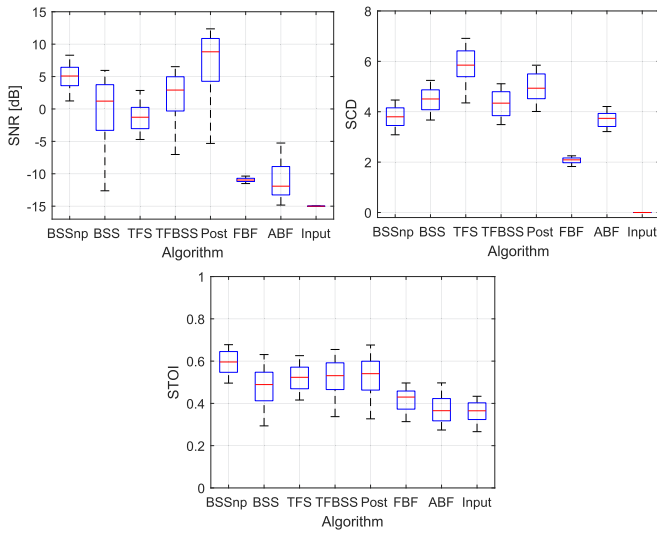 SNR [dB]
15
10
5
0
-5
-10
-15
BSSnp BSS TFS TFBSS Post FBF ABF Input
Algorithm
SCD
8
6
4
2
0
BSSnp BSS TFS TFBSS Post FBF ABF Input
Algorithm
STOI
1
0.8
0.6
0.4
0.2
0
BSSnp BSS TFS TFBSS Post FBF ABF Input
Algorithm